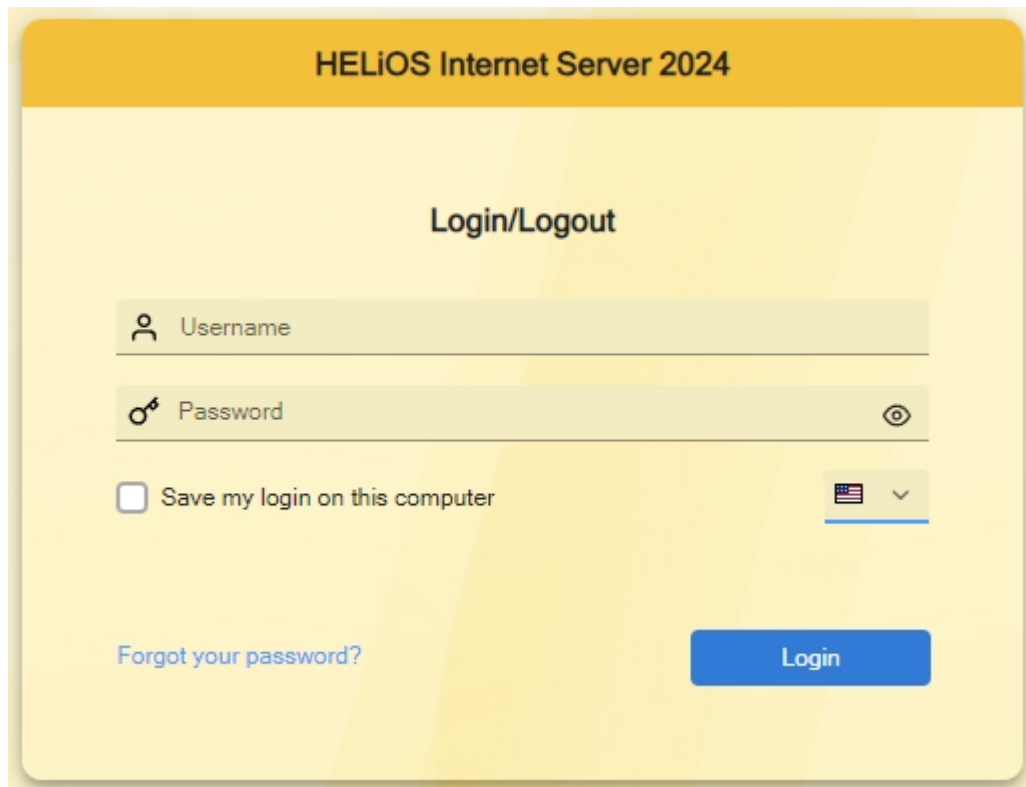 HELiOS Internet Server 2024
Login/Logout
Username
Password
Save my login on this computer
Forgot your password?
Login